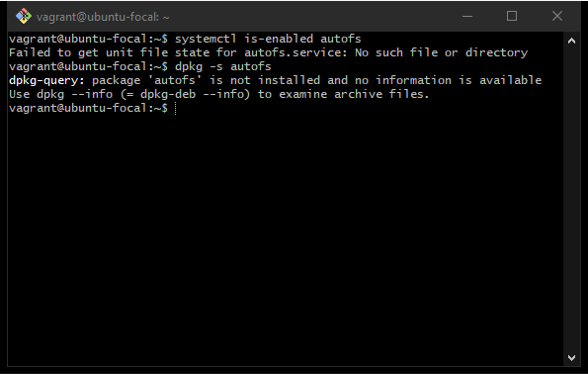 vagrant@ubuntu-focal: ~
vagrant@ubuntu-focal:~$ systemctl is-enabled autofs
Failed to get unit file state for autofs.service: No such file or directory
vagrant@ubuntu-focal:~$ dpkg -s autofs
dpkg-query: package 'autofs' is not installed and no information is available
Use dpkg --info (= dpkg-deb --info) to examine archive files.
vagrant@ubuntu-focal:~$